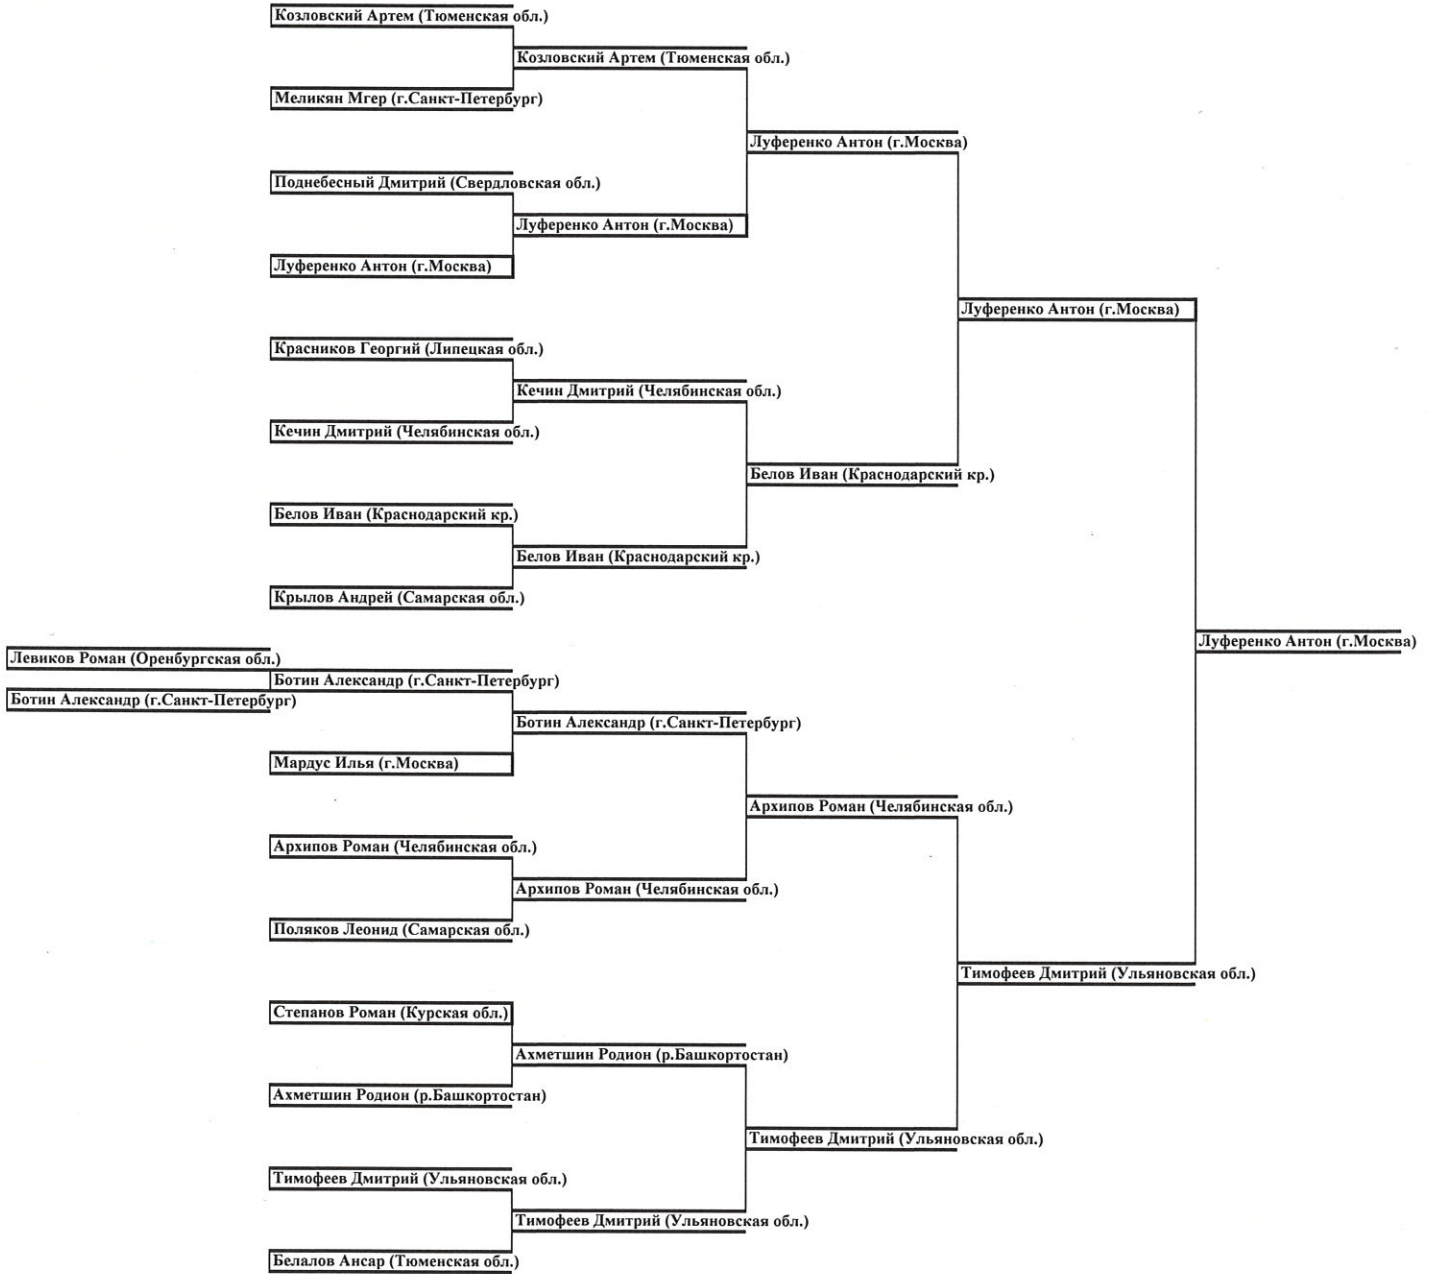 Козловский Артем (Тюменская обл.)
Козловский Артем (Тюменская обл.)
Меликян Мгер (г.Санкт-Петербург)
Луференко Антон (г.Москва)
Поднебесный Дмитрий (Свердловская обл.)
Луференко Антон (г.Москва)
Луференко Антон (г.Москва)
Луференко Антон (г.Москва)
Красников Георгий (Липецкая обл.)
Кечин Дмитрий (Челябинская обл.)
Кечин Дмитрий (Челябинская обл.)
Белов Иван (Краснодарский кр.)
Белов Иван (Краснодарский кр.)
Белов Иван (Краснодарский кр.)
Крылов Андрей (Самарская обл.)
Луференко Антон (г.Москва)
Левиков Роман (Оренбургская обл.)
Ботин Александр (г.Санкт-Петербург)
Ботин Александр (г.Санкт-Петербург)
Ботин Александр (г.Санкт-Петербург)
Мардус Илья (г.Москва)
Архипов Роман (Челябинская обл.)
Архипов Роман (Челябинская обл.)
Архипов Роман (Челябинская обл.)
Поляков Леонид (Самарская обл.)
Тимофеев Дмитрий (Ульяновская обл.)
Степанов Роман (Курская обл.)
Ахметшин Родион (р.Башкортостан)
Ахметшин Родион (р.Башкортостан)
Тимофеев Дмитрий (Ульяновская обл.)
Тимофеев Дмитрий (Ульяновская обл.)
Тимофеев Дмитрий (Ульяновская обл.)
Белалов Ансар (Тюменская обл.)